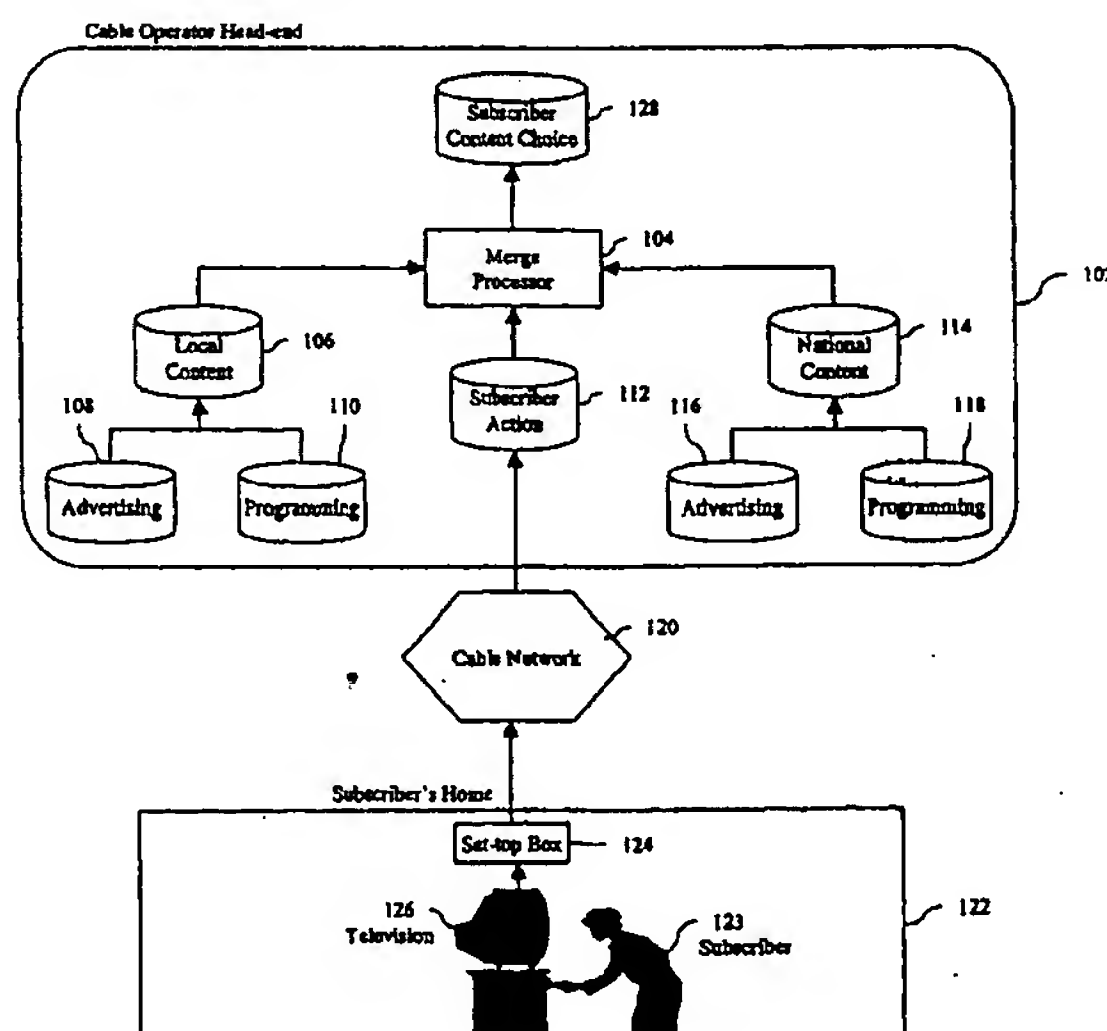 Cable Operator Head-end
Subscriber
Content Choice
128
Merge
Processor
104
102
Local
Content
106
National
Content
114
Subscriber
Action
112
108
110
116
118
Advertising
Programming
Advertising
Programming
Cable Network
120
Subscriber's Home
Set-top Box
124
126
Television
123
Subscriber
122